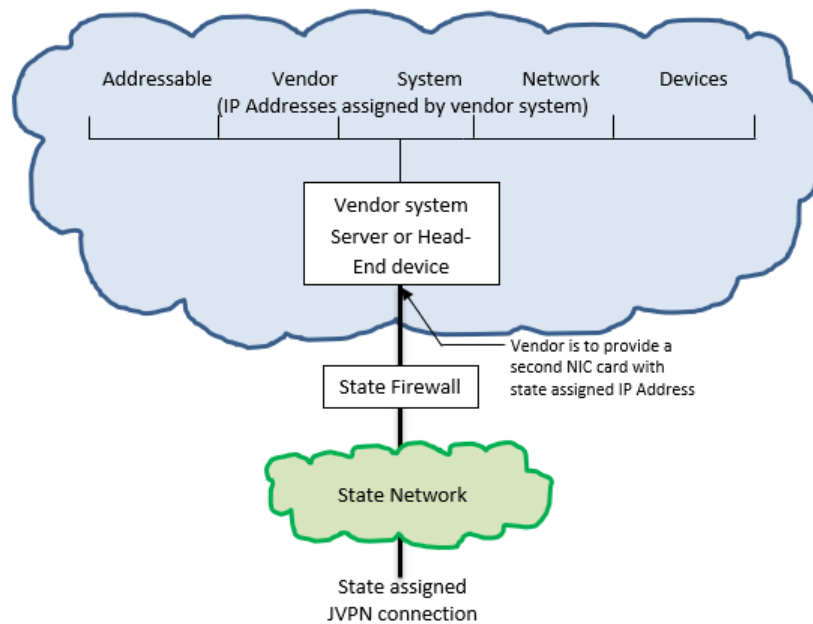 Addressable Vendor System Network Devices
(IP Addresses assigned by vendor system)
Vendor system
Server or Head-
End device
Vendor is to provide a
second NIC card with
state assigned IP Address
State Firewall
State Network
State assigned
JVPN connection